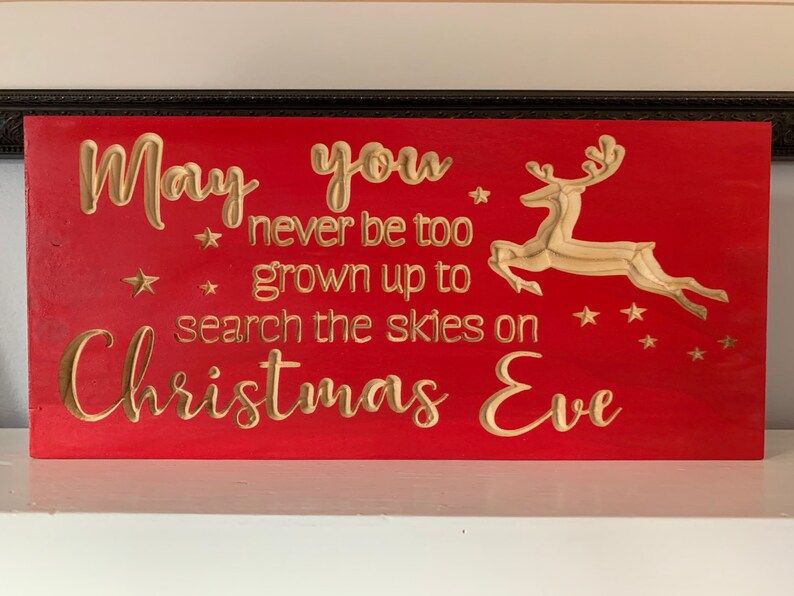 May you
never be too
grown up to
search the skies on
Christmas Eve